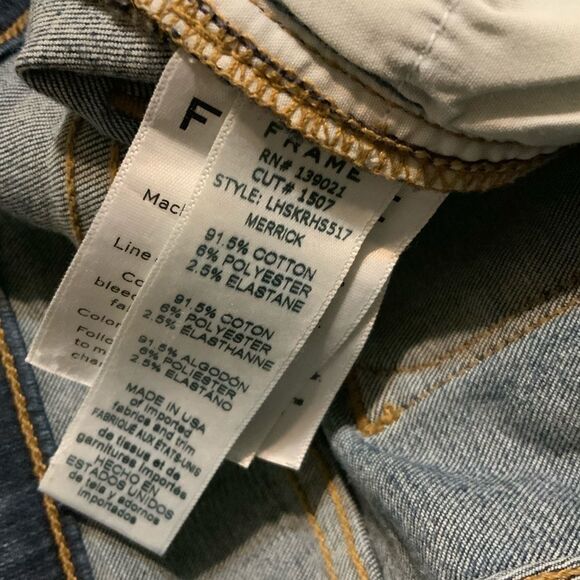 FRAME
RN# 139021
CUT# 1507
STYLE: LHSKRHS517
MERRICK
91.5% COTTON
6% POLYESTER
2.5% ELASTANE
91.5% COTON
6% POLYESTER
2.5% ELASTHANNE
91.5% ALGODÓN
6% POLIESTER
2.5% ELASTANO
MADE IN USA
of imported
fabrics and trim
FABRIQUÉ AUX ÉTATS-UNIS
de tissus et de
garnitures importés
HECHO EN
ESTADOS UNIDOS
de tela y adornos
importados
F
Mach
Line
Co
bleed
fa
Color
Follo
to m
char